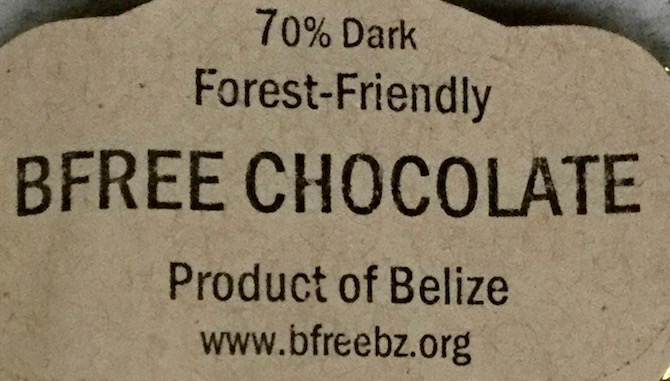 70% Dark
Forest-Friendly
BFREE CHOCOLATE
Product of Belize
www.bfreebz.org